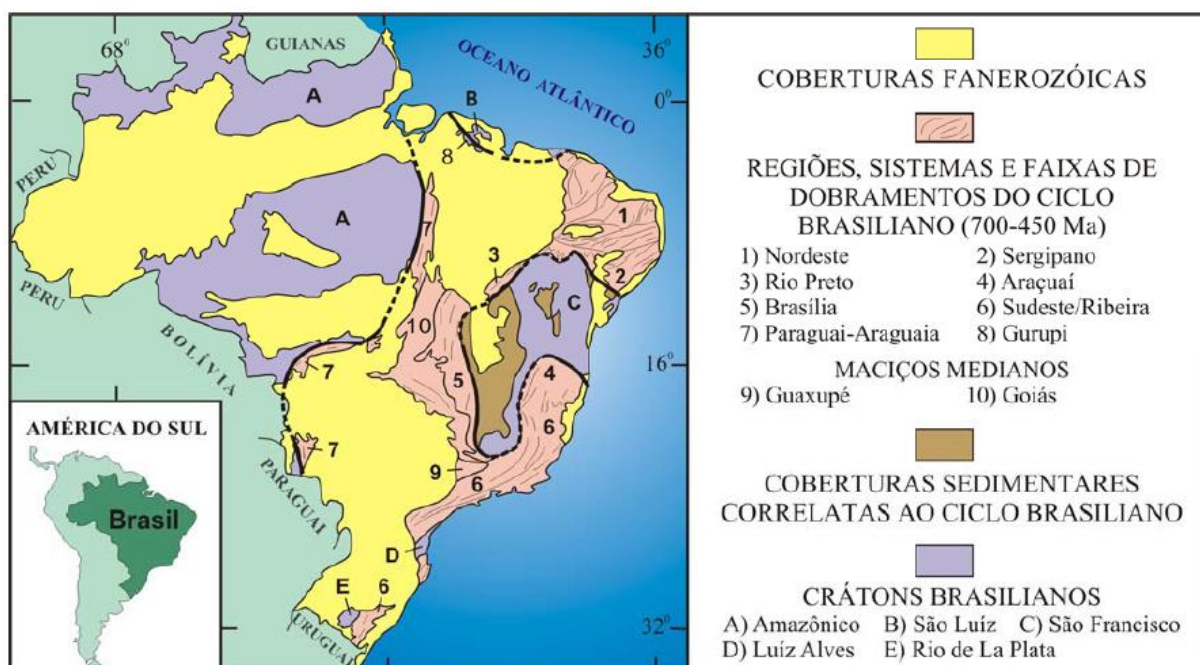 68°
36°
GUIANAS
OCEANO ATLÂNTICO
A
B
0°
8
PERU
A
1
7
3
2
C
PERU
BOLÍVIA
10
16°
7
5
4
6
AMÉRICA DO SUL
Brasil
7
9
6
PARAGUAI
D
E
6
URUGUAI
32°
COBERTURAS FANEROZÓICAS
REGIÕES, SISTEMAS E FAIXAS DE
DOBRAMENTOS DO CICLO
BRASILIANO (700-450 Ma)
1) Nordeste 2) Sergipano
3) Rio Preto 4) Araçuaí
5) Brasília 6) Sudeste/Ribeira
7) Paraguai-Araguaia 8) Gurupi
MACIÇOS MEDIANOS
9) Guaxupé 10) Goiás
COBERTURAS SEDIMENTARES
CORRELATAS AO CICLO BRASILIANO
CRÁTONS BRASILIANOS
A) Amazônico B) São Luíz C) São Francisco
D) Luíz Alves E) Rio de La Plata